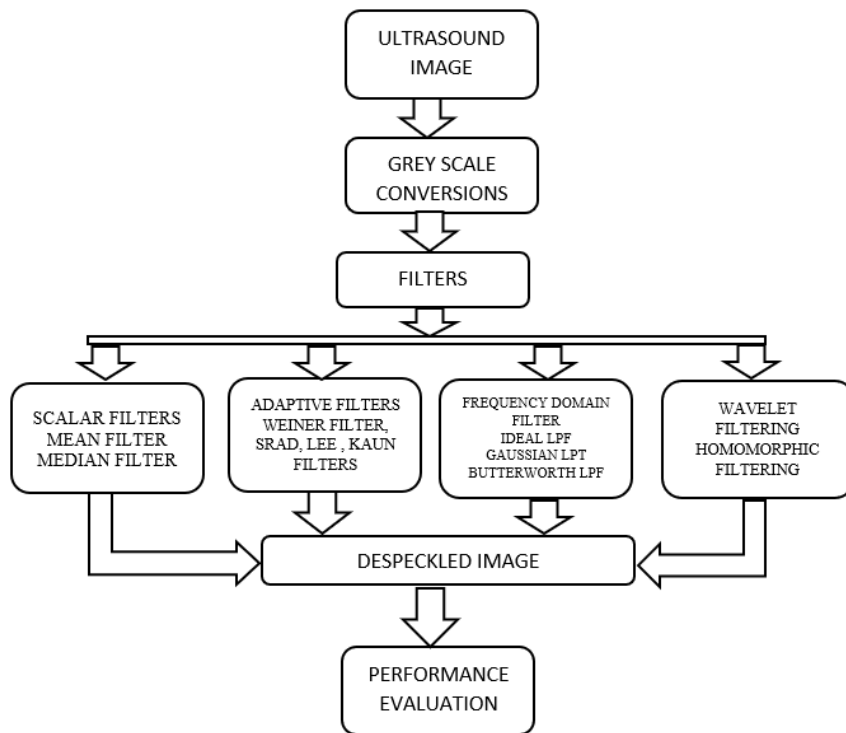 ULTRASOUND
IMAGE
GREY SCALE
CONVERSIONS
FILTERS
SCALAR FILTERS
MEAN FILTER
MEDIAN FILTER
ADAPTIVE FILTERS
WEINER FILTER,
SRAD, LEE , KAUN
FILTERS
FREQUENCY DOMAIN
FILTER
IDEAL LPF
GAUSSIAN LPT
BUTTERWORTH LPF
WAVELET
FILTERING
HOMOMORPHIC
FILTERING
DESPECKLED IMAGE
PERFORMANCE
EVALUATION